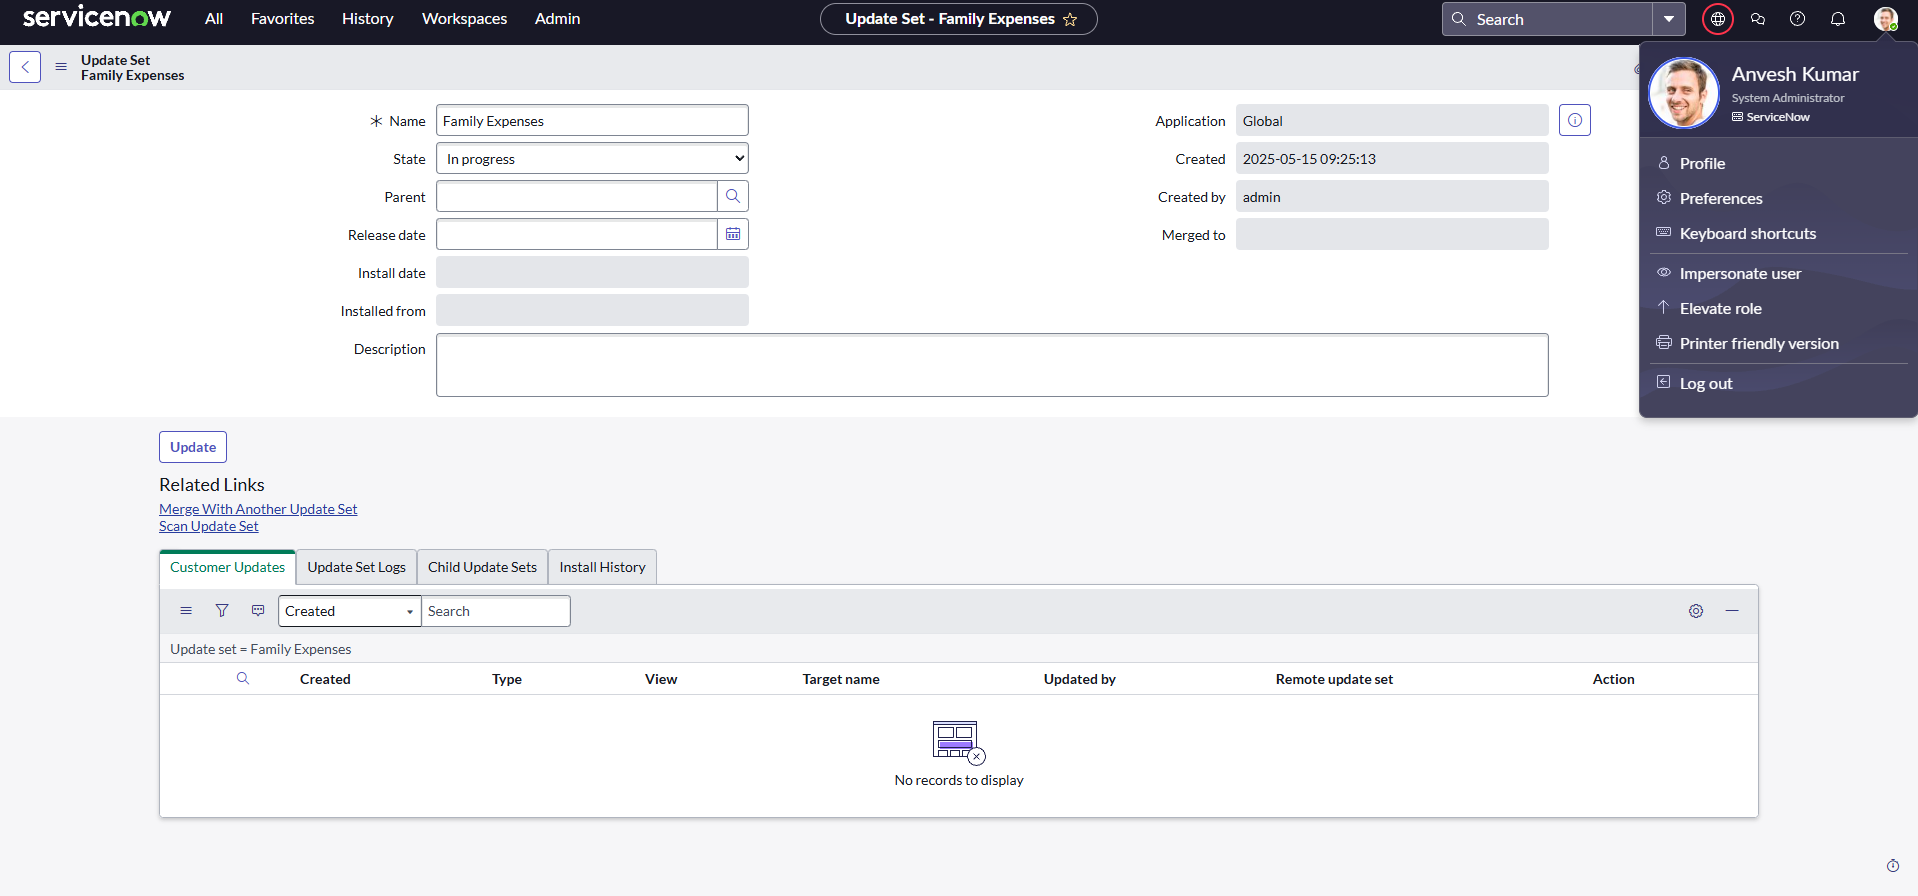 servicenow All Favorites History Workspaces Admin Update Set - Family Expenses Search
Update Set
Family Expenses
Anvesh Kumar
System Administrator
ServiceNow
Profile
Preferences
Keyboard shortcuts
Impersonate user
Elevate role
Printer friendly version
Log out
Name Family Expenses Application Global
State In progress Created 2025-05-15 09:25:13
Parent Created by admin
Release date Merged to
Install date
Installed from
Description
Update
Related Links
Merge With Another Update Set
Scan Update Set
Customer Updates Update Set Logs Child Update Sets Install History
Created Search
Update set = Family Expenses
Created Type View Target name Updated by Remote update set Action
No records to display